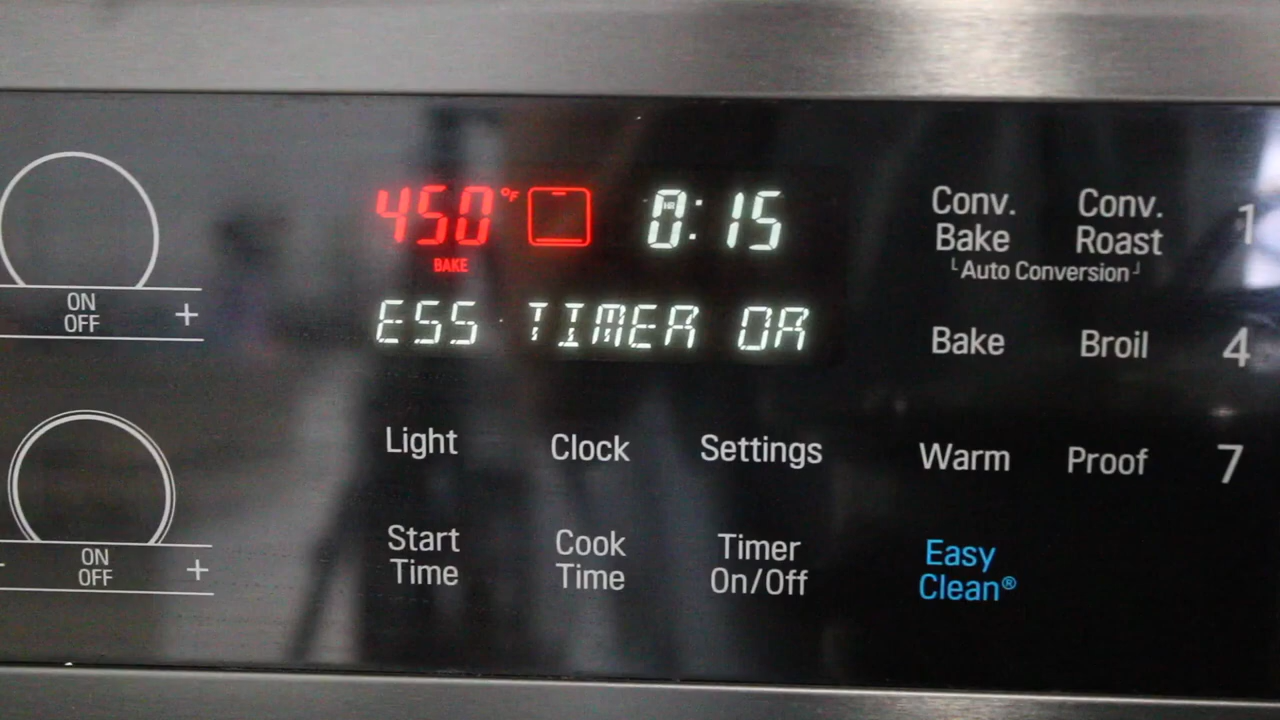 450°F HR 0:15
BAKE
ESS TIMER OR
ON
OFF
+
ON
OFF
+
Light Clock Settings
Start Time
Cook Time
Timer On/Off
Conv. Bake
Conv. Roast
Auto Conversion
1
Bake Broil 4
Warm Proof 7
Easy
Clean®